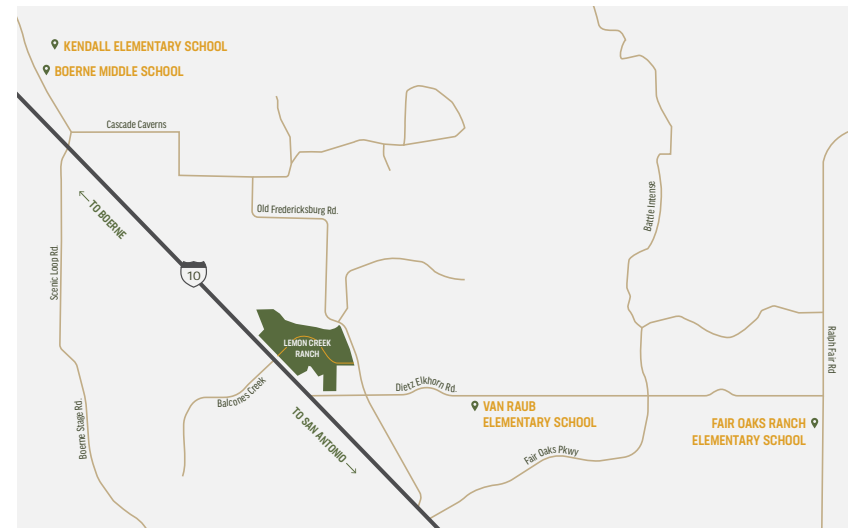 KENDALL ELEMENTARY SCHOOL
BOERNE MIDDLE SCHOOL
Cascade Caverns
← TO BOERNE
Old Fredericksburg Rd.
Battle Intense
Scenic Loop Rd.
10
LEMON CREEK
RANCH
Ralph Fair Rd
Balcones Creek
Dietz Elkhorn Rd.
Boerne Stage Rd.
TO SAN ANTONIO →
VAN RAUB
ELEMENTARY SCHOOL
FAIR OAKS RANCH
ELEMENTARY SCHOOL
Fair Oaks Pkwy